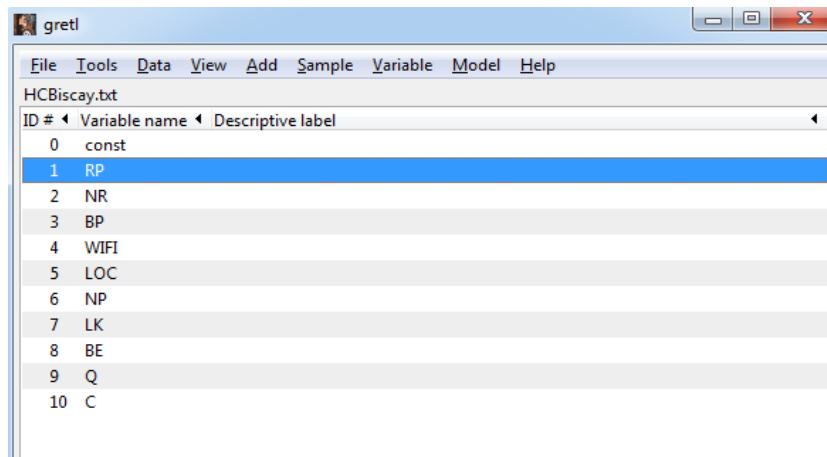 gretl
File Tools Data View Add Sample Variable Model Help
HCBiscay.txt
ID # Variable name Descriptive label
0 const
1 RP
2 NR
3 BP
4 WIFI
5 LOC
6 NP
7 LK
8 BE
9 Q
10 C